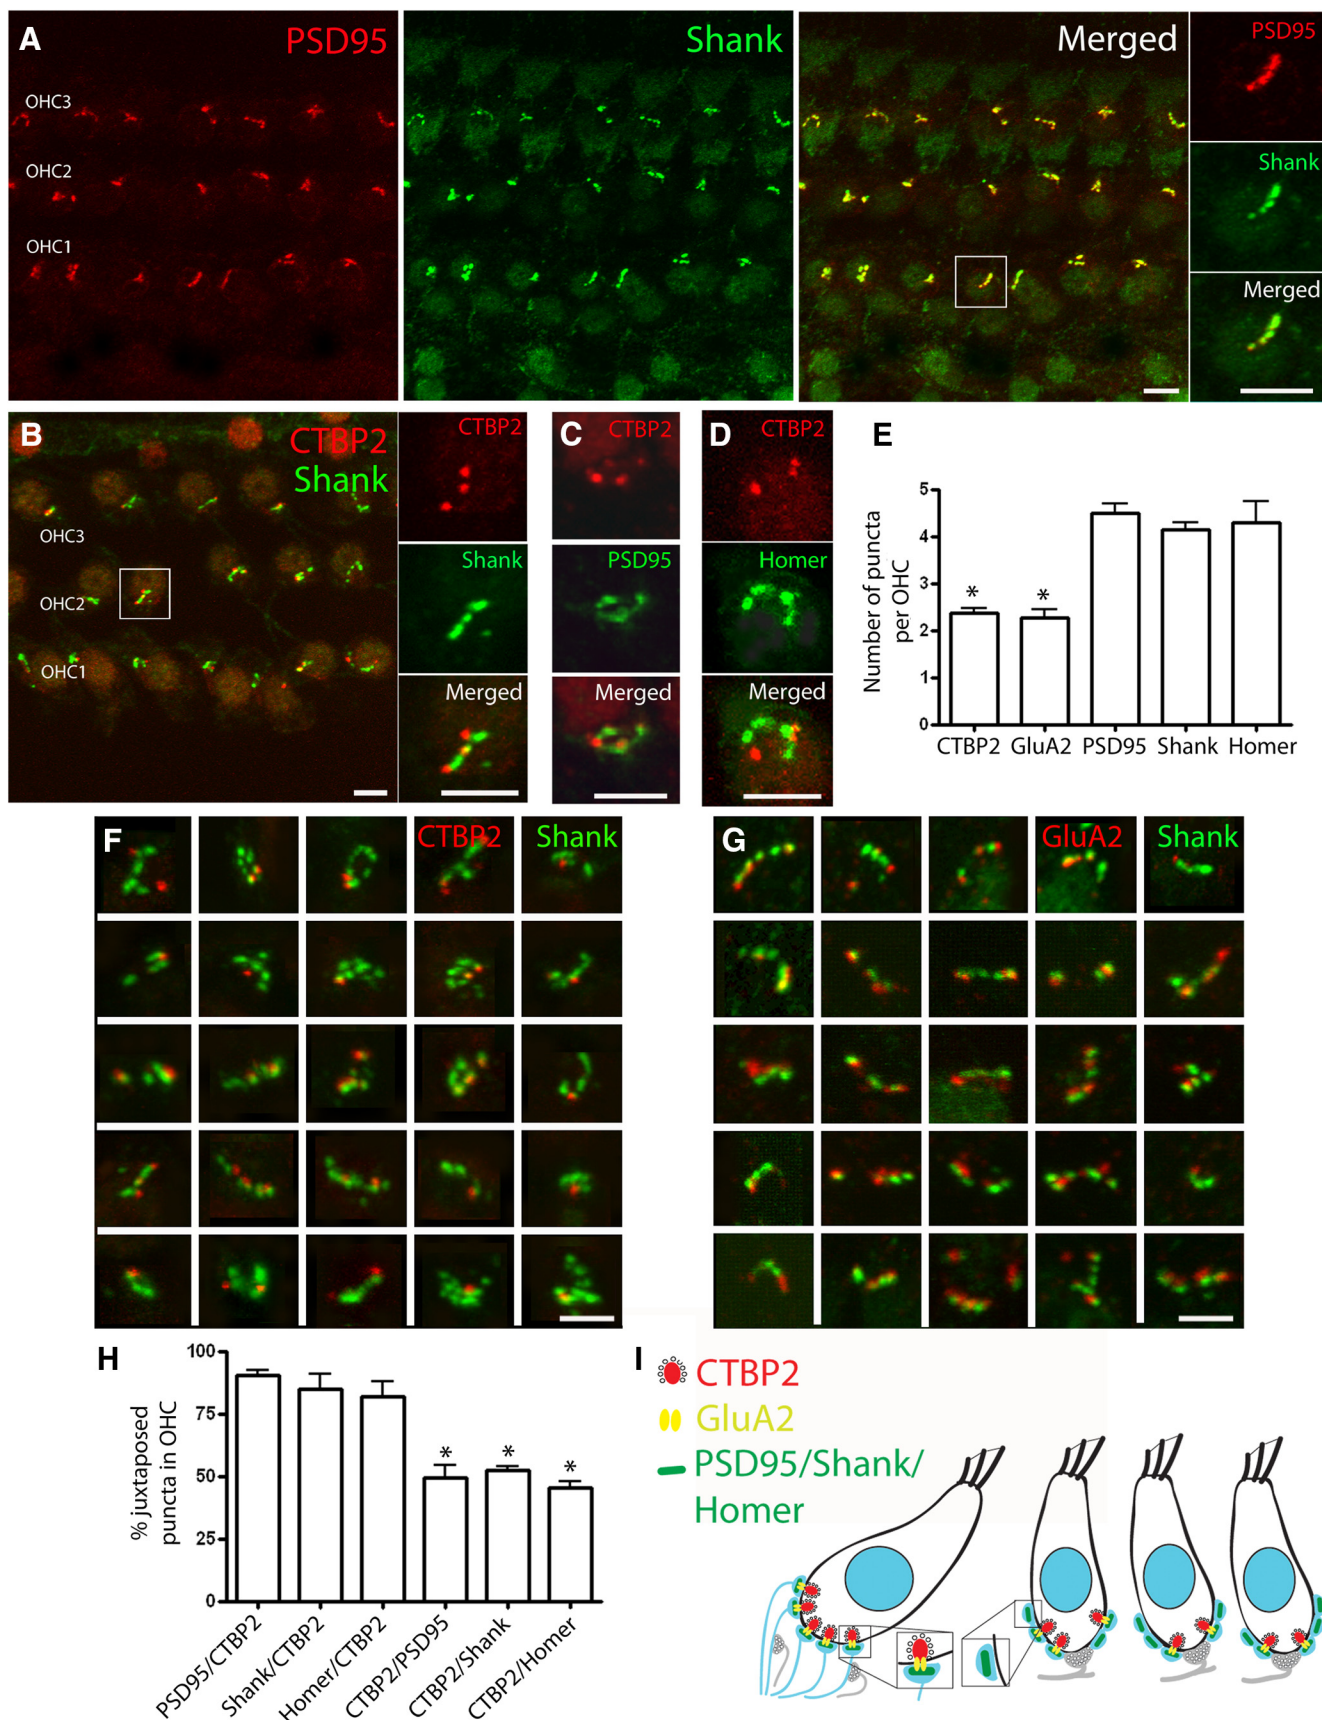 A
PSD95
Shank
Merged
PSD95
OHC3
OHC2
OHC1
Shank
Merged
B
CTBP2
Shank
OHC3
OHC2
OHC1
CTBP2
Shank
Merged
C
CTBP2
PSD95
Merged
D
CTBP2
Homer
Merged
E
Number of puncta
per OHC
5
4
3
2
1
0
*
*
CTBP2
GluA2
PSD95
Shank
Homer
F
CTBP2
Shank
G
GluA2
Shank
H
% juxtaposed
puncta in OHC
100
75
50
25
0
*
*
*
PSD95/CTBP2
Shank/CTBP2
Homer/CTBP2
CTBP2/PSD95
CTBP2/Shank
CTBP2/Homer
I
CTBP2
GluA2
PSD95/Shank/
Homer